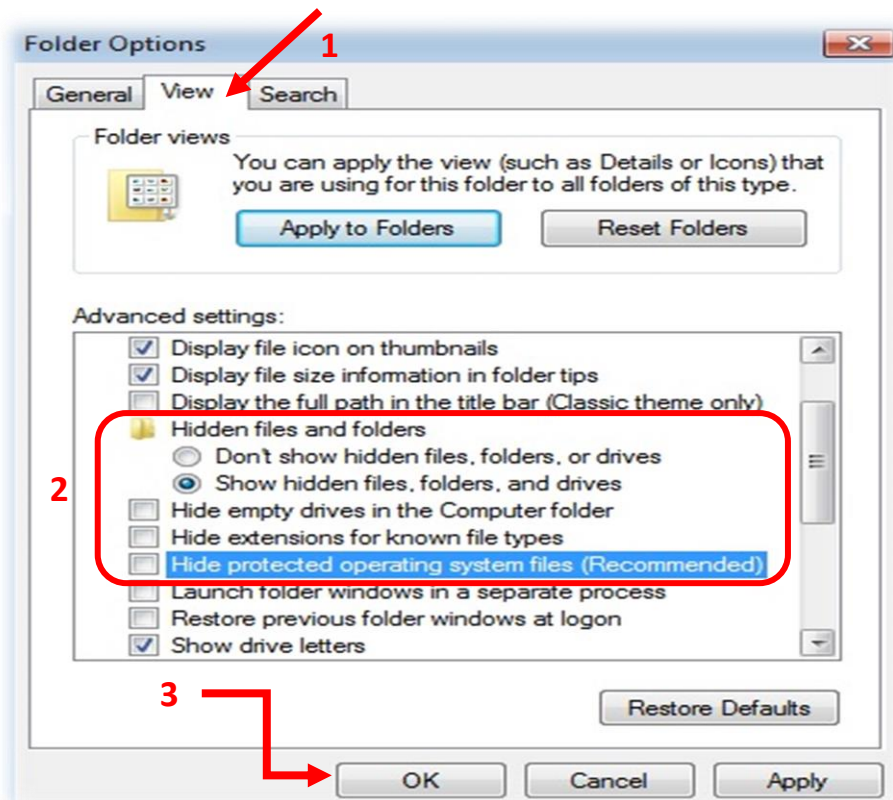 1
Folder Options
General View Search
Folder views
You can apply the view (such as Details or Icons) that
you are using for this folder to all folders of this type.
Apply to Folders Reset Folders
Advanced settings:
Display file icon on thumbnails
Display file size information in folder tips
Display the full path in the title bar (Classic theme only)
Hidden files and folders
Don't show hidden files, folders, or drives
2
Show hidden files, folders, and drives
Hide empty drives in the Computer folder
Hide extensions for known file types
Hide protected operating system files (Recommended)
Launch folder windows in a separate process
Restore previous folder windows at logon
Show drive letters
3
Restore Defaults
OK Cancel Apply